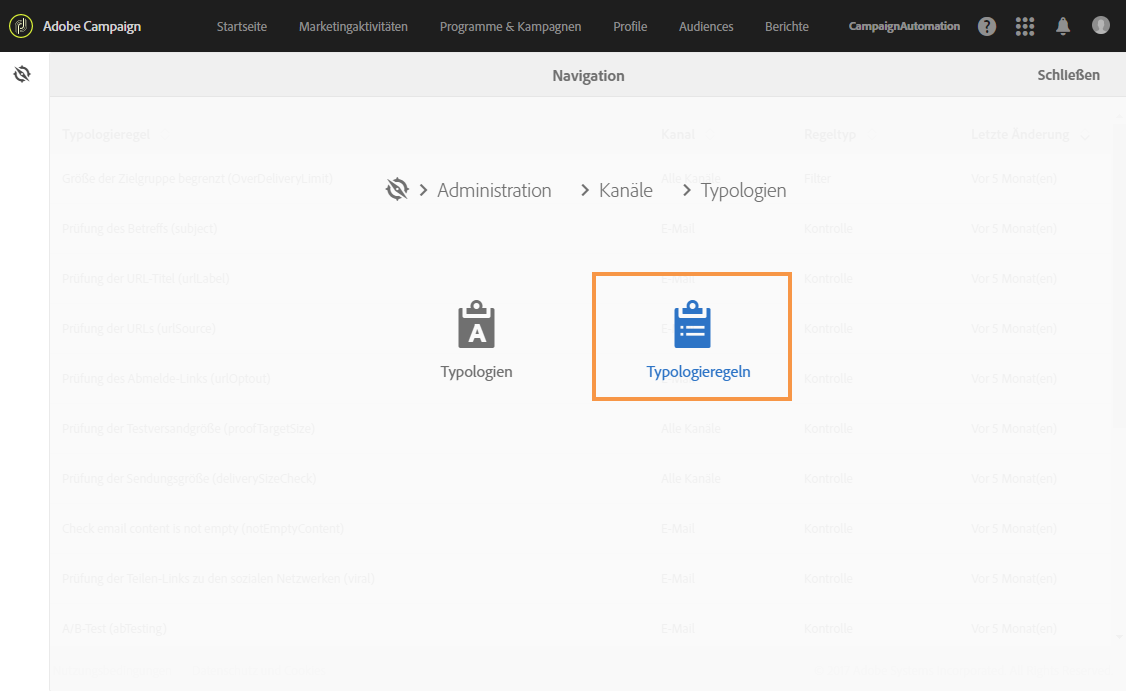 Adobe Campaign Startseite Marketingaktivitäten Programme & Kampagnen Profile Audiences Berichte CampaignAutomation ?
Navigation Schließen
Typologieregel Kanal Regeltyp Letzte Änderung
Größe der Zielgruppe begrenzt (OverDeliveryLimit) Alle Kanäle Filter Vor 5 Monat(en)
> Administration > Kanäle > Typologien
Prüfung des Betreffs (subject) E-Mail Kontrolle Vor 5 Monat(en)
Prüfung der URL-Titel (urlLabel) E-Mail Kontrolle Vor 5 Monat(en)
Prüfung der URLs (urlSource) Kontrolle Vor 5 Monat(en)
A
Typologien Typologieregeln
Prüfung des Abmelde-Links (urlOptout) Kontrolle Vor 5 Monat(en)
Prüfung der Testversandgröße (proofTargetSize) Alle Kanäle Kontrolle Vor 5 Monat(en)
Prüfung der Sendungsgröße (deliverySizeCheck) Alle Kanäle Kontrolle Vor 5 Monat(en)
Check email content is not empty (notEmptyContent) E-Mail Kontrolle Vor 5 Monat(en)
Prüfung der Teilen-Links zu den sozialen Netzwerken (viral) E-Mail Kontrolle Vor 5 Monat(en)
A/B-Test (abTesting) E-Mail Kontrolle Vor 5 Monat(en)